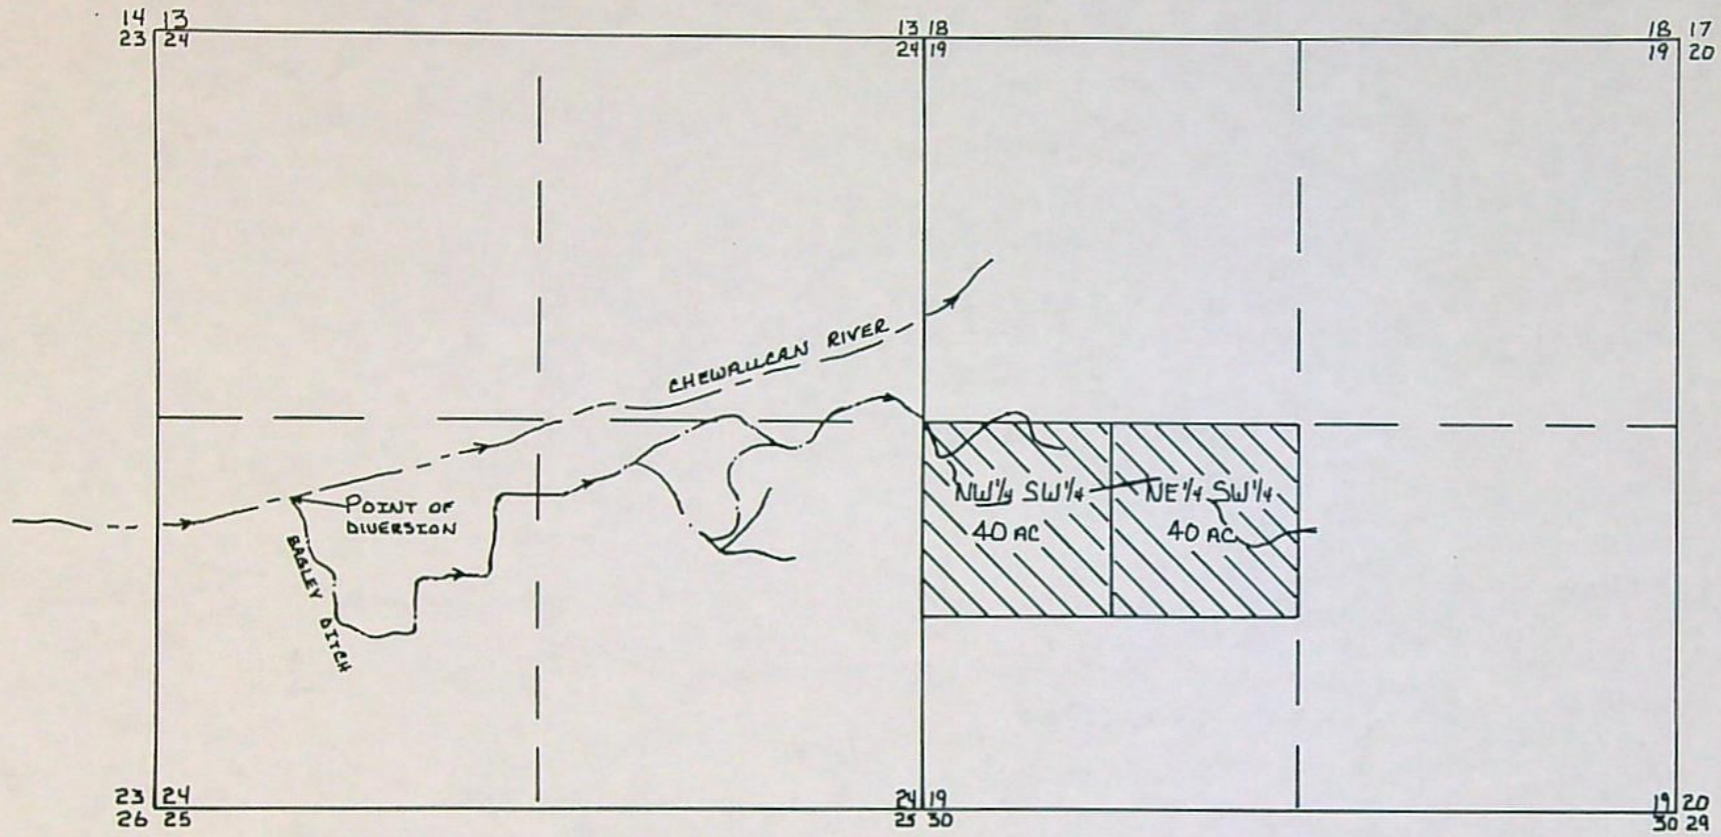 14 13
23 24
13 18
24 19
18 17
19 20
CHEWAUCAN RIVER
POINT OF
DIVERSION
BAGLEY DITCH
NW¼ SW¼
40 AC
NE¼ SW¼
40 AC
23 24
26 25
24 19
25 30
19 20
30 29